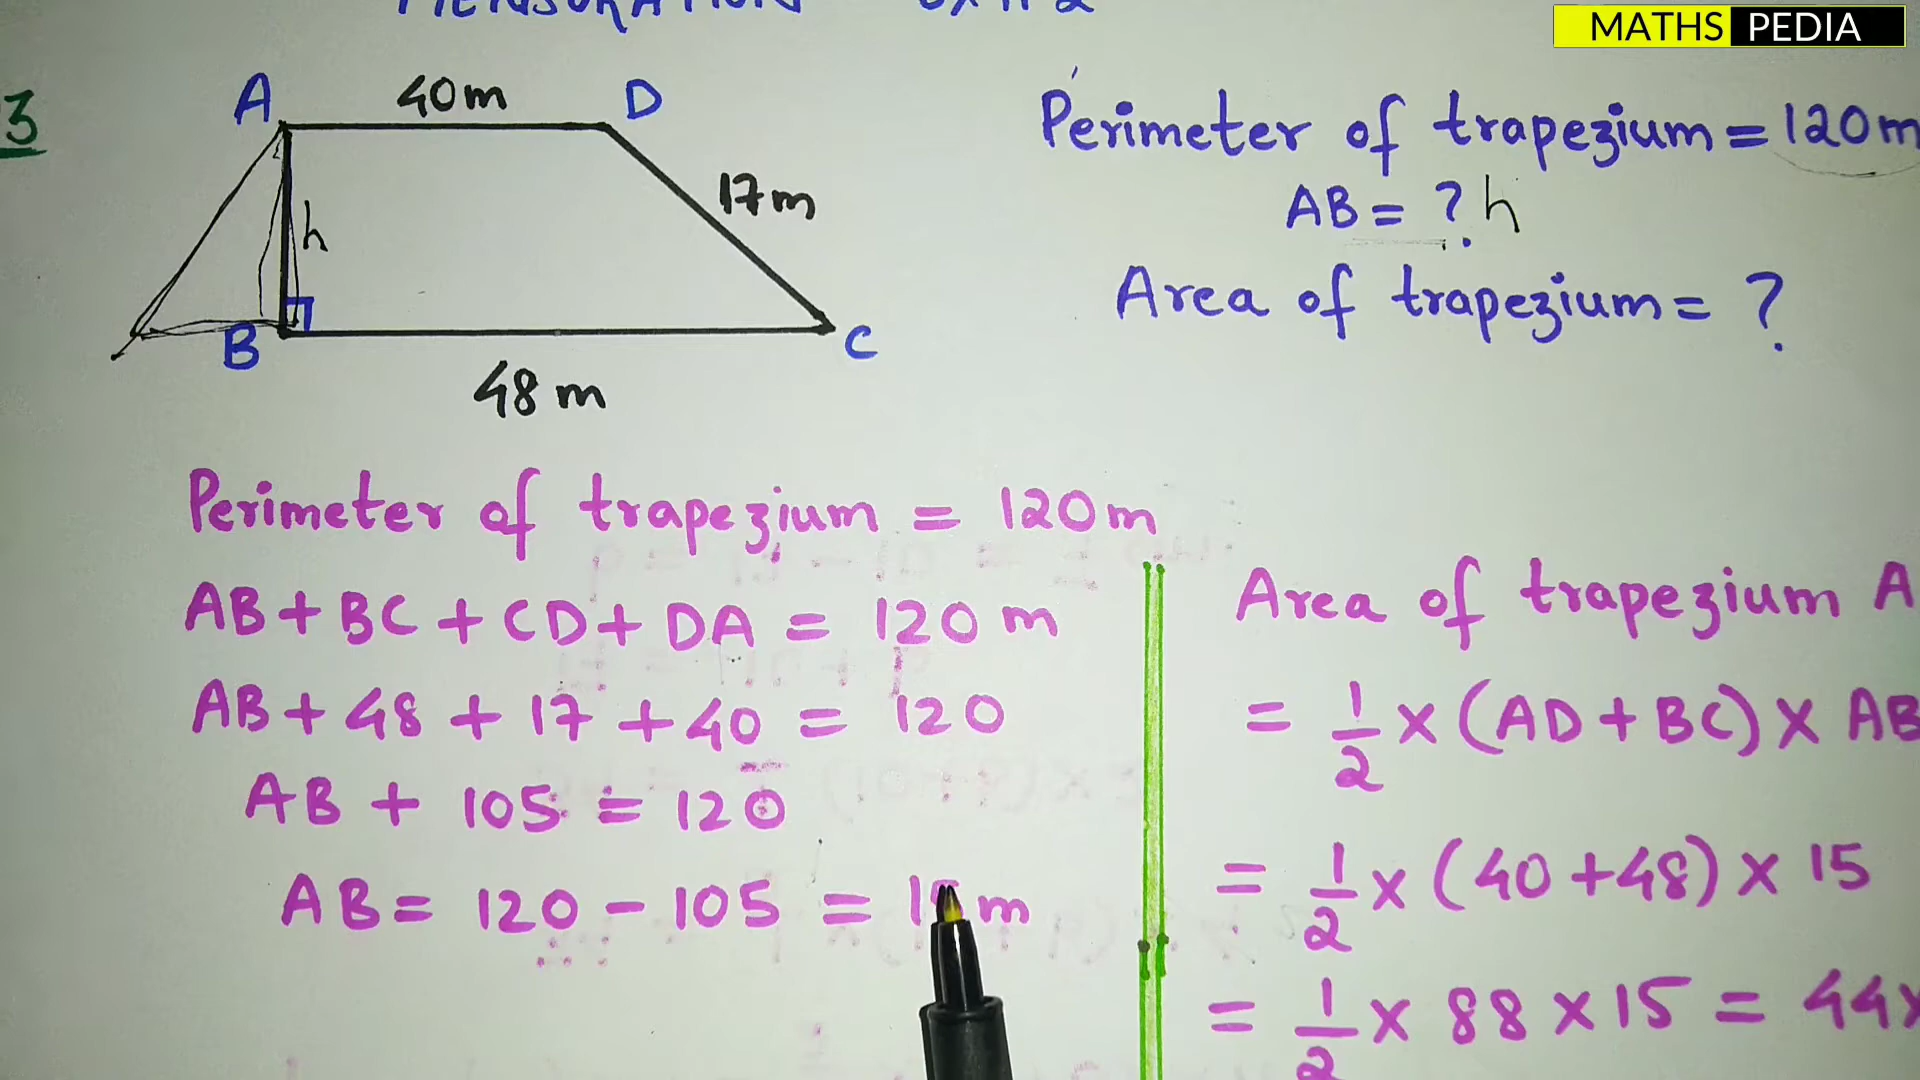 MENSURATION
MATHS PEDIA
3
A 40m D
Perimeter of trapezium = 120m
17m
AB = ? h
h
Area of trapezium = ?
B C
48 m
Perimeter of trapezium = 120m
AB + BC + CD + DA = 120 m
AB + 48 + 17 + 40 = 120
AB + 105 = 120
AB = 120 - 105 = 15 m
Area of trapezium A
= 1/2 × (AD + BC) × AB
= 1/2 × (40 + 48) × 15
= 1/2 × 88 × 15 = 44×